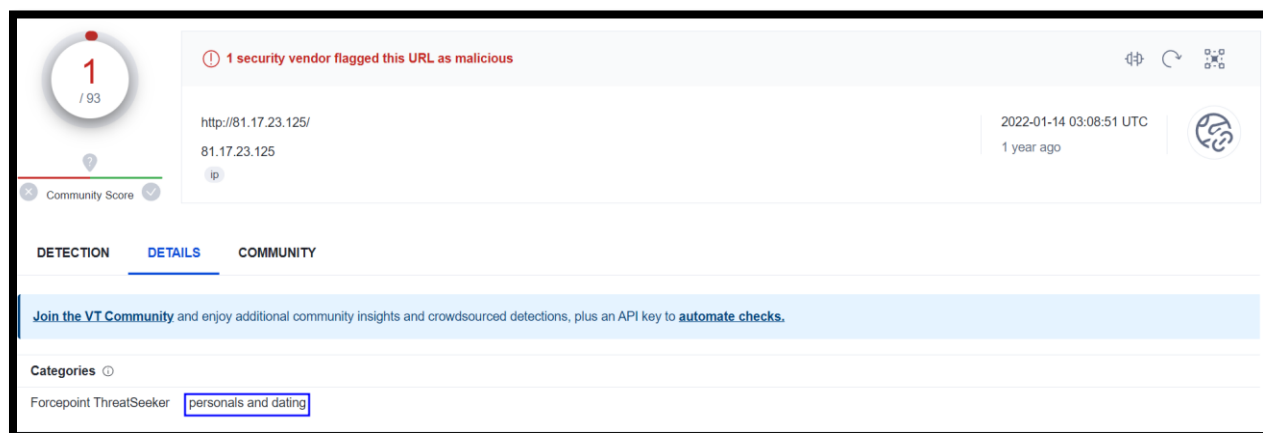 1
/ 93
Community Score
1 security vendor flagged this URL as malicious
http://81.17.23.125/
81.17.23.125
ip
2022-01-14 03:08:51 UTC
1 year ago
DETECTION DETAILS COMMUNITY
Join the VT Community and enjoy additional community insights and crowdsourced detections, plus an API key to automate checks.
Categories
Forcepoint ThreatSeeker personals and dating